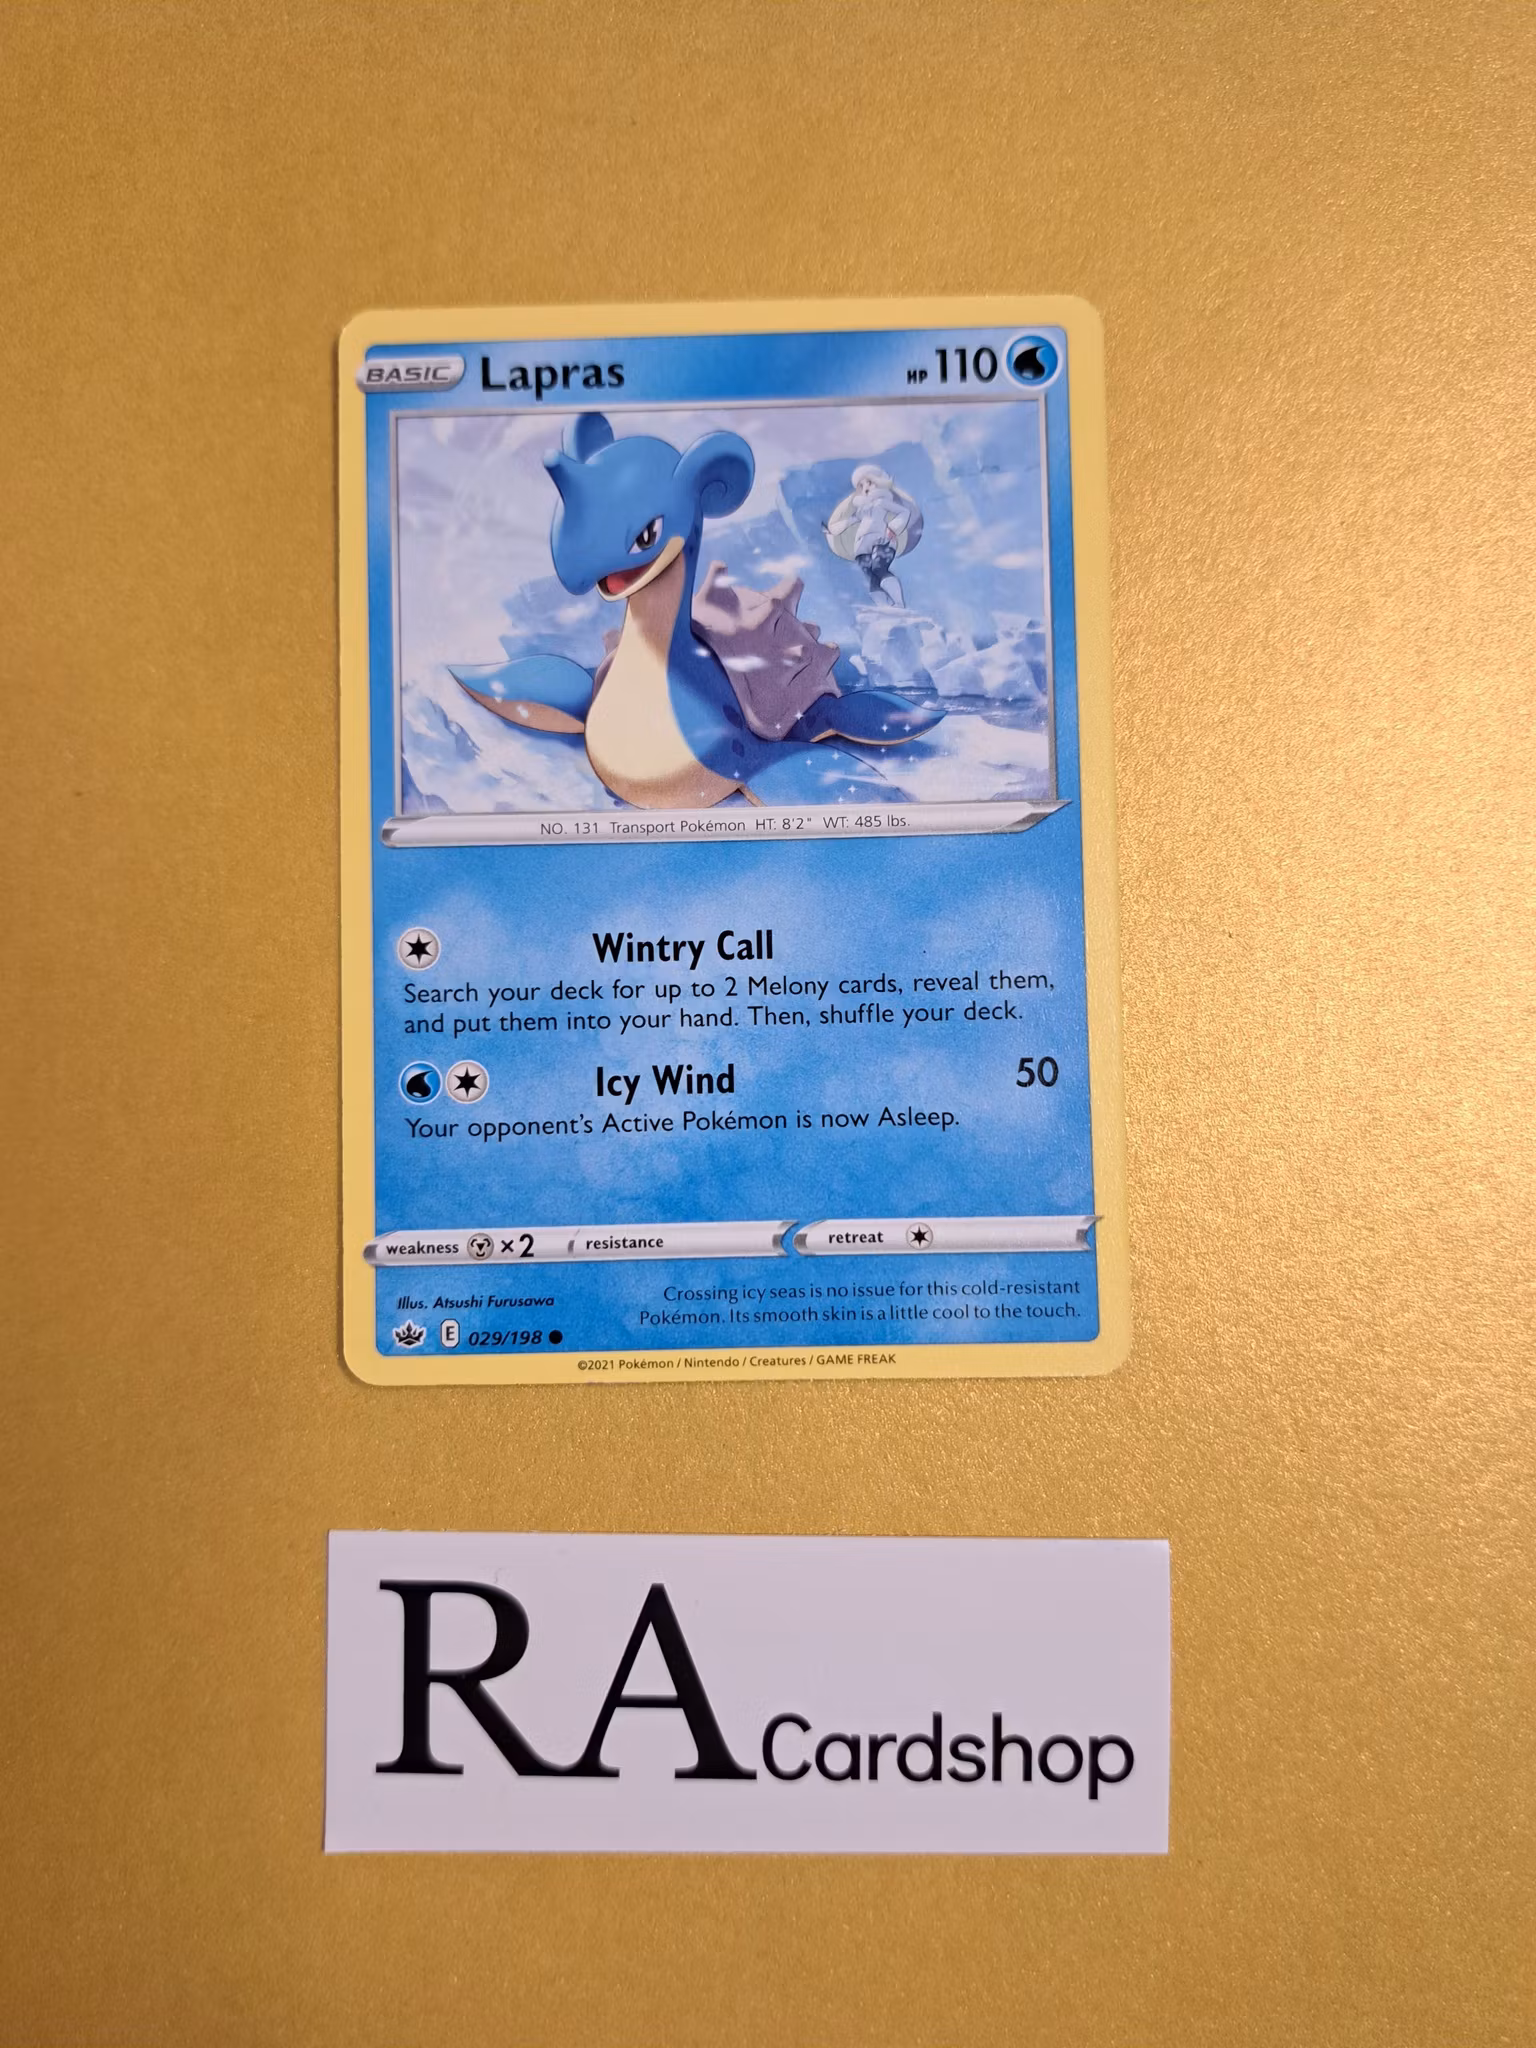 BASIC Lapras HP 110
NO. 131 Transport Pokémon HT: 8'2" WT: 485 lbs.
Wintry Call
Search your deck for up to 2 Melony cards, reveal them,
and put them into your hand. Then, shuffle your deck.
Icy Wind 50
Your opponent's Active Pokémon is now Asleep.
weakness ×2 resistance retreat
Illus. Atsushi Furusawa
Crossing icy seas is no issue for this cold-resistant
Pokémon. Its smooth skin is a little cool to the touch.
E 029/198
©2021 Pokémon / Nintendo / Creatures / GAME FREAK
RA Cardshop